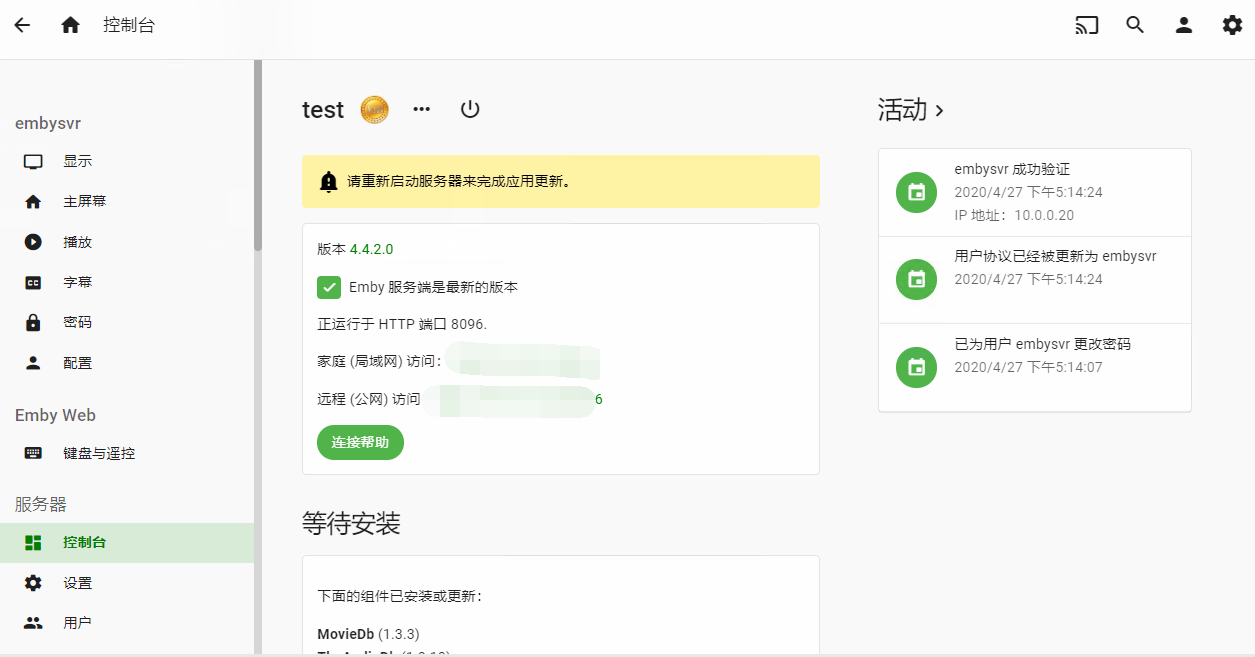 控制台
embysvr
显示
主屏幕
播放
字幕
密码
配置
Emby Web
键盘与遥控
服务器
控制台
设置
用户
test
请重新启动服务器来完成应用更新。
版本 4.4.2.0
Emby 服务端是最新的版本
正运行于 HTTP 端口 8096.
家庭 (局域网) 访问:
远程 (公网) 访问 6
连接帮助
等待安装
下面的组件已安装或更新:
MovieDb (1.3.3)
活动
embysvr 成功验证
2020/4/27 下午5:14:24
IP 地址: 10.0.0.20
用户协议已经被更新为 embysvr
2020/4/27 下午5:14:24
已为用户 embysvr 更改密码
2020/4/27 下午5:14:07